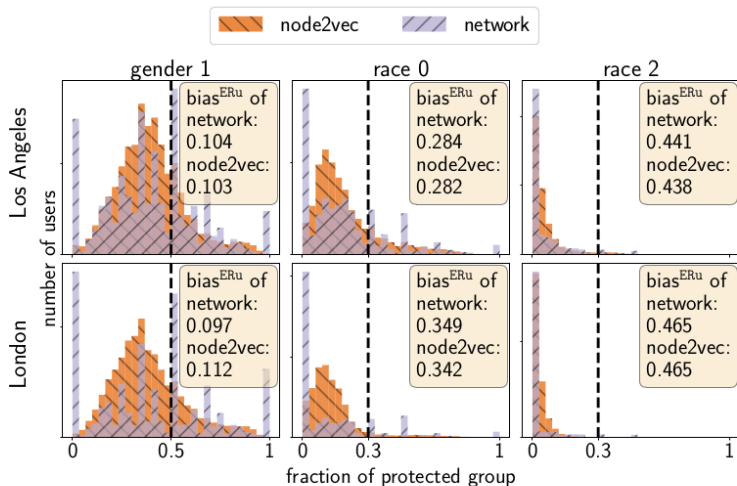 node2vec network
gender 1 race 0 race 2
Los Angeles
London
number of users
bias^ERu of
network:
0.104
node2vec:
0.103
bias^ERu of
network:
0.284
node2vec:
0.282
bias^ERu of
network:
0.441
node2vec:
0.438
bias^ERu of
network:
0.097
node2vec:
0.112
bias^ERu of
network:
0.349
node2vec:
0.342
bias^ERu of
network:
0.465
node2vec:
0.465
0 0.5 1 0 0.3 1 0 0.3 1
fraction of protected group